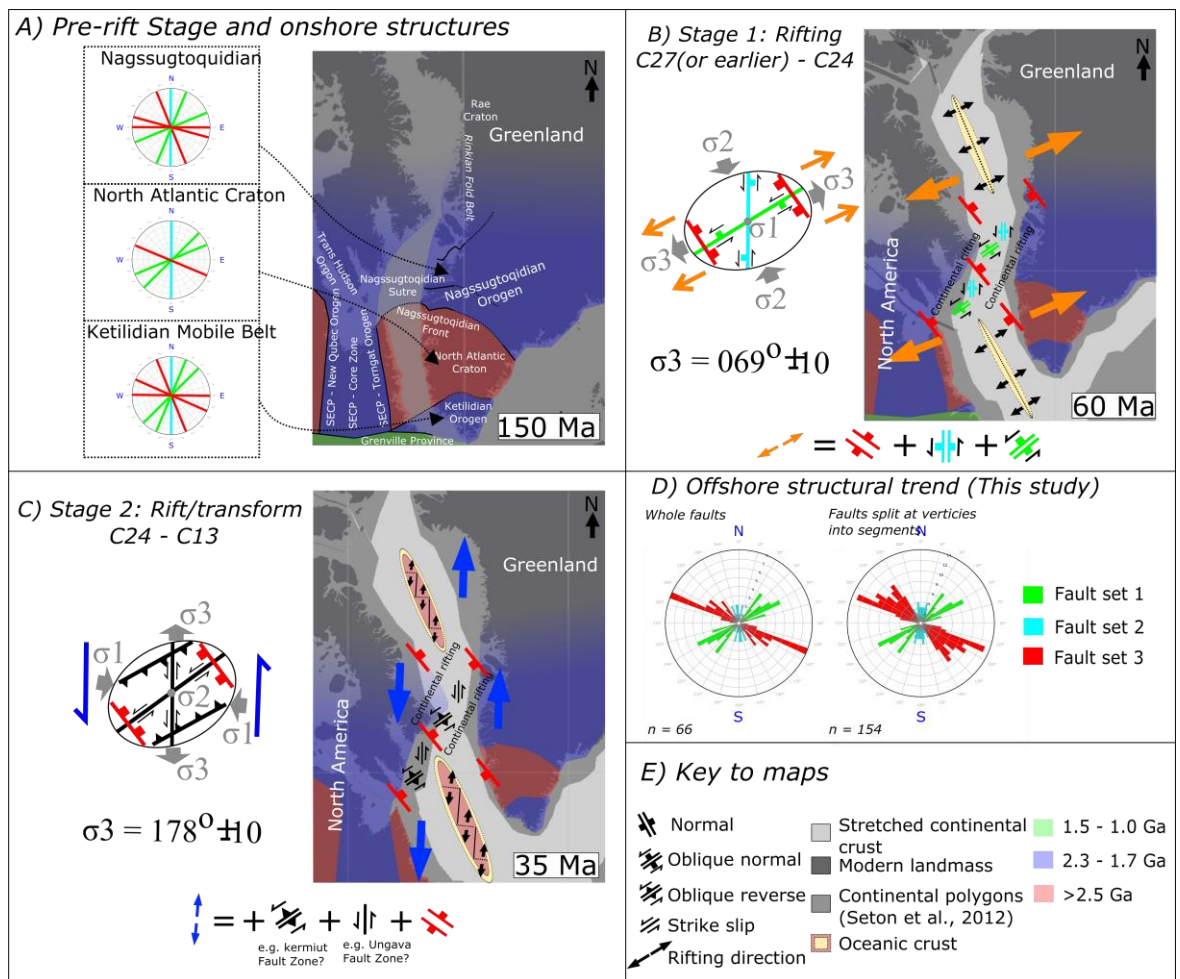 A) Pre-rift Stage and onshore structures
Nagssugtoquidian
N
W
E
S
North Atlantic Craton
N
W
E
S
Ketilidian Mobile Belt
N
W
E
S
N
Rae
Craton
Greenland
Rinkian Fold Belt
Trans Hudson
Orgon
Nagssugtoqidian
Sutre
Nagssugtoqidian
Orogen
Nagssugtoqidian
Front
North Atlantic
Craton
SECP - New Qubec Orogen
SECP - Core Zone
SECP - Torngat Orogen
Ketilidian
Orogen
Grenville Province
150 Ma
B) Stage 1: Rifting
C27(or earlier) - C24
σ2
σ3
σ1
σ3
σ2
σ3 = 069° ±10
N
Greenland
North America
Continental rifting
Continental rifting
60 Ma
= + +
C) Stage 2: Rift/transform
C24 - C13
σ3
σ1
σ2
σ1
σ3
σ3 = 178° ±10
N
Greenland
North America
Continental rifting
Continental rifting
35 Ma
= + + +
e.g. kermiut
Fault Zone?
e.g. Ungava
Fault Zone?
D) Offshore structural trend (This study)
Whole faults
Faults split at verticies
into segments
N
N
S
S
n = 66
n = 154
Fault set 1
Fault set 2
Fault set 3
E) Key to maps
Normal
Oblique normal
Oblique reverse
Strike slip
Rifting direction
Stretched continental
crust
Modern landmass
Continental polygons
(Seton et al., 2012)
Oceanic crust
1.5 - 1.0 Ga
2.3 - 1.7 Ga
>2.5 Ga